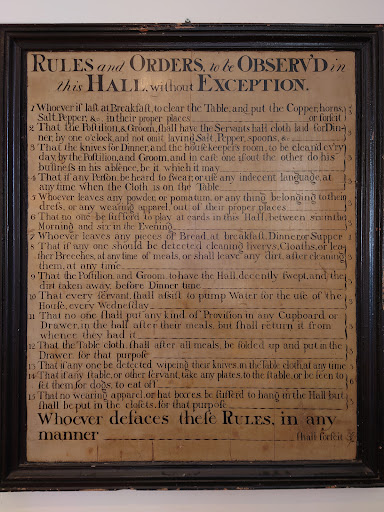 RULES and ORDERS, to be OBSERV'D in
this HALL, without EXCEPTION.
1 Whoever is last at Breakfast, to clear the Table, and put the Copper, horns,
Salt, Pepper, &c. in their proper places or forfeit
2 That the Postilion, & Groom, shall have the Servants hall cloth laid for Din-
ner, by one o'clock, and not omit laying Salt, Pepper, spoons, &c.
3 That the knives for Dinner, and the housekeeper's room, to be clean'd every
day, by the Postilion, and Groom, and in case one is out the other do his
business in his absence, be it which it may
4 That if any Person be heard to swear, or use any indecent language, at
any time when the Cloth is on the Table
5 Whoever leaves any powder, or pomatum, or any thing, belonging to their
dress, or any wearing apparel out of their proper places
6 That no one be suffer'd to play at cards in this Hall, between six in the
Morning and six in the Evening
7 Whoever leaves any pieces of Bread, at breakfast, Dinner, or Supper
8 That if any one should be detected cleaning liverys, Cloaths, or lea-
ther Breeches, at any time of meals, or shall leave any dirt, after cleaning
them, at any time
9 That the Postilion and Groom to have the Hall decently swept, and the
dirt taken away, before Dinner time
10 That every servant, shall assist to pump Water for the use of the
House, every Wednesday
11 That no one shall put any kind of Provision in any Cupboard or
Drawer, in the hall after their meals, but shall return it from
whence they had it
12 That the Table cloth shall after all meals, be folded up and put in the
Drawer for that purpose
13 That if any one be detected wipeing their knives, in the Table cloth, at any time
14 That if any stable, or other servant, take any plates, to the stable, or be seen to
set them for dogs, to eat off
15 That no wearing apparel, or hat boxes be suffer'd to hang in the Hall but
shall be put in the closets, for that purpose
Whoever defaces these RULES, in any
manner shall forfeit